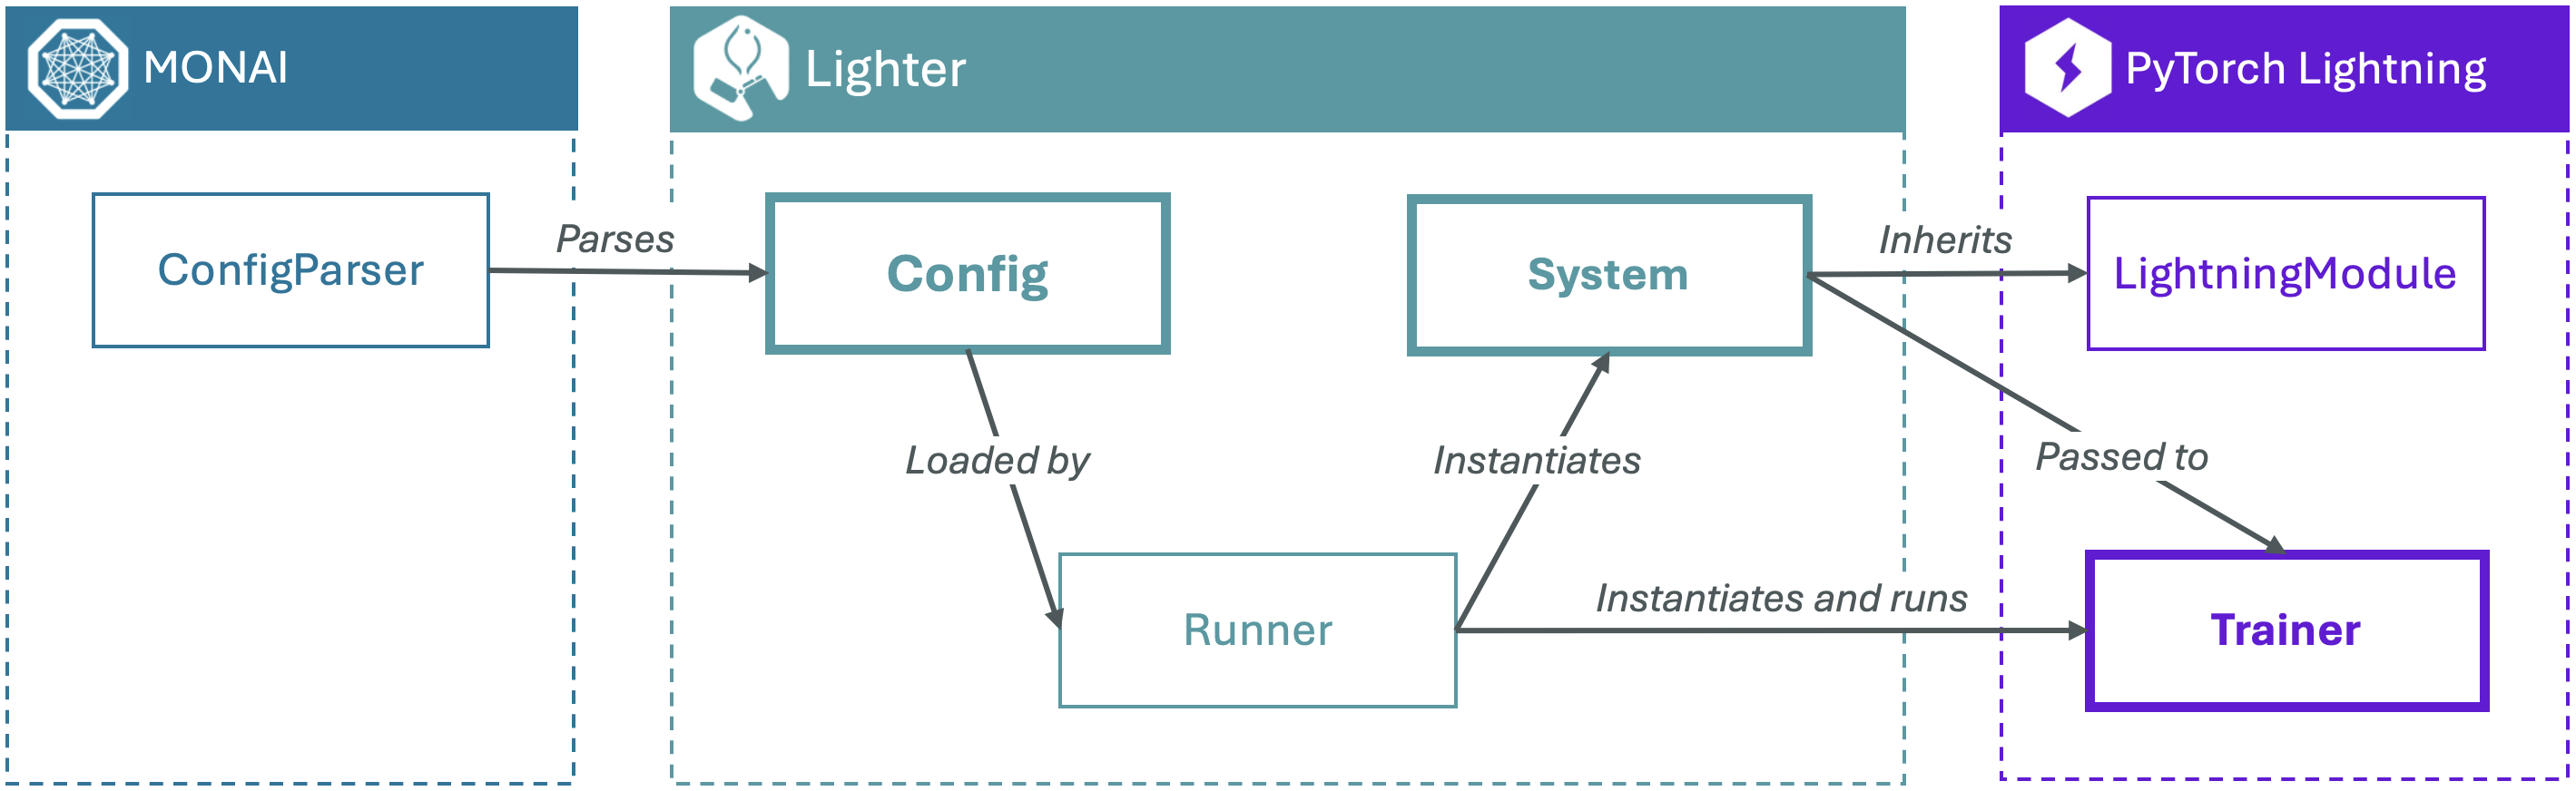 MONAI
Lighter
PyTorch Lightning
ConfigParser
Parses
Config
System
Inherits
LightningModule
Loaded by
Instantiates
Passed to
Runner
Instantiates and runs
Trainer